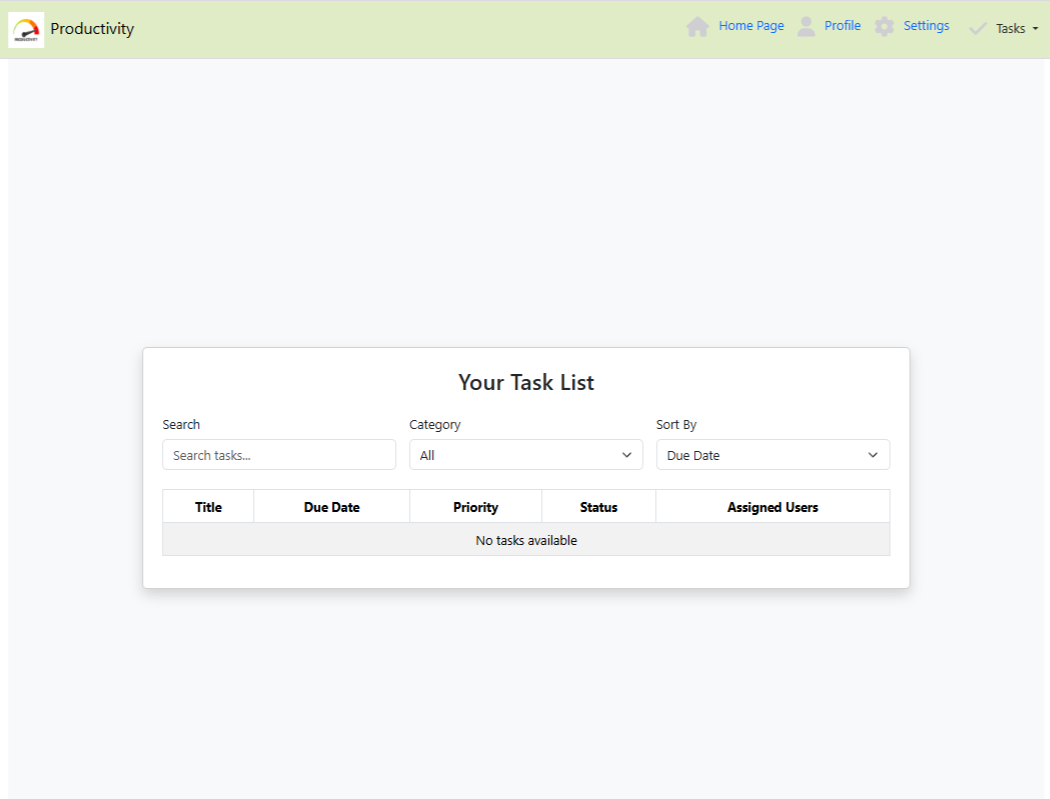 Productivity
Home Page Profile Settings Tasks
Your Task List
Search Category Sort By
Search tasks... All Due Date
Title Due Date Priority Status Assigned Users
No tasks available